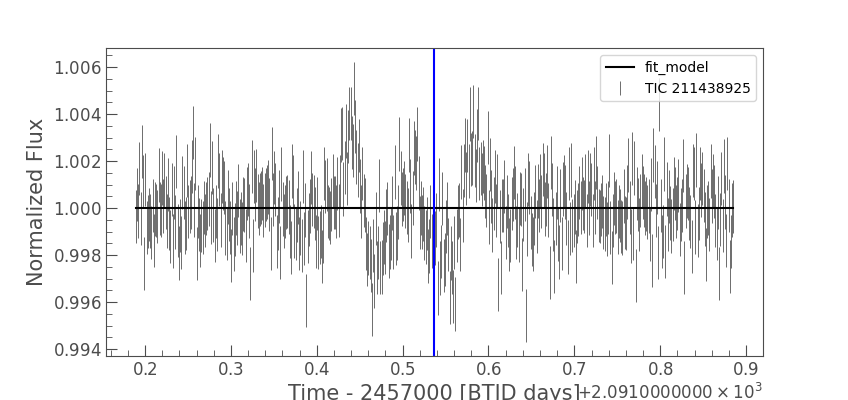 1.006
1.004
1.002
1.000
0.998
0.996
0.994
Normalized Flux
fit_model
TIC 211438925
0.2 0.3 0.4 0.5 0.6 0.7 0.8 0.9
Time - 2457000 [BTJD days]
+2.0910000000 × 10³